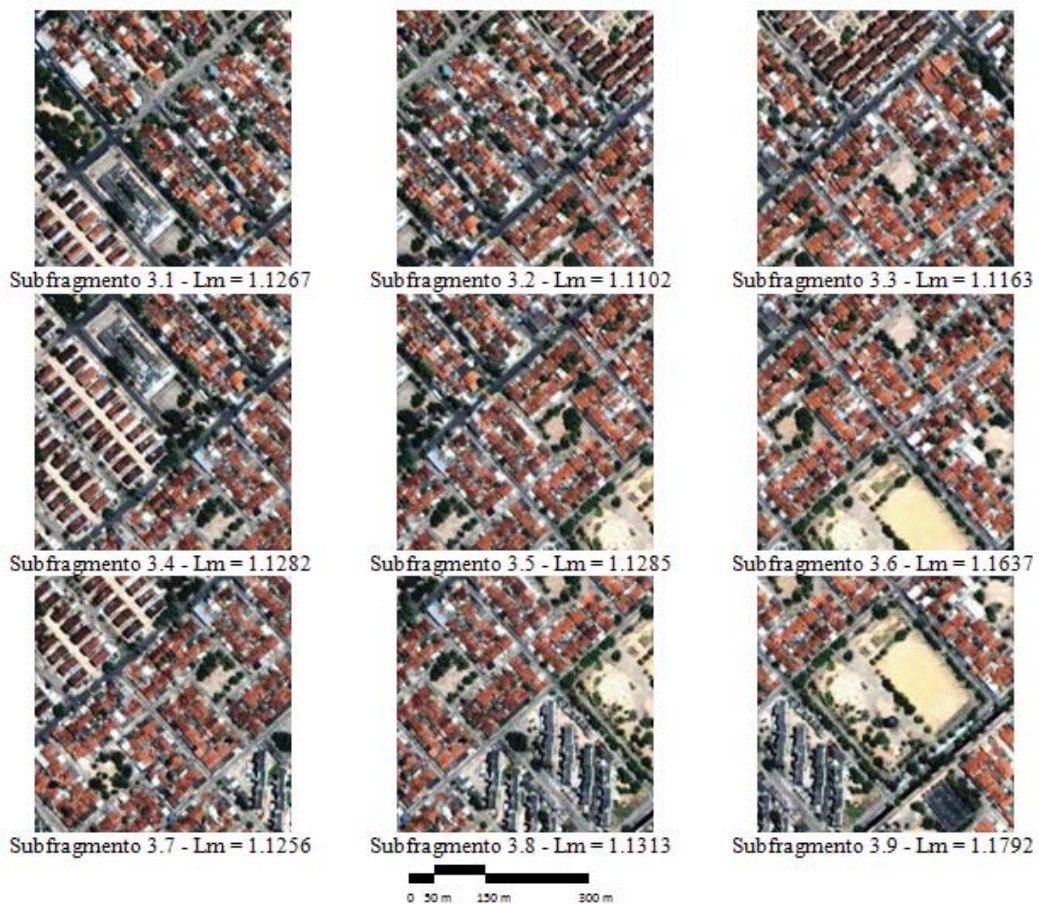 Subfragmento 3.1 - Lm = 1.1267
Subfragmento 3.2 - Lm = 1.1102
Subfragmento 3.3 - Lm = 1.1163
Subfragmento 3.4 - Lm = 1.1282
Subfragmento 3.5 - Lm = 1.1285
Subfragmento 3.6 - Lm = 1.1637
Subfragmento 3.7 - Lm = 1.1256
Subfragmento 3.8 - Lm = 1.1313
Subfragmento 3.9 - Lm = 1.1792
0 50 m 150 m 300 m